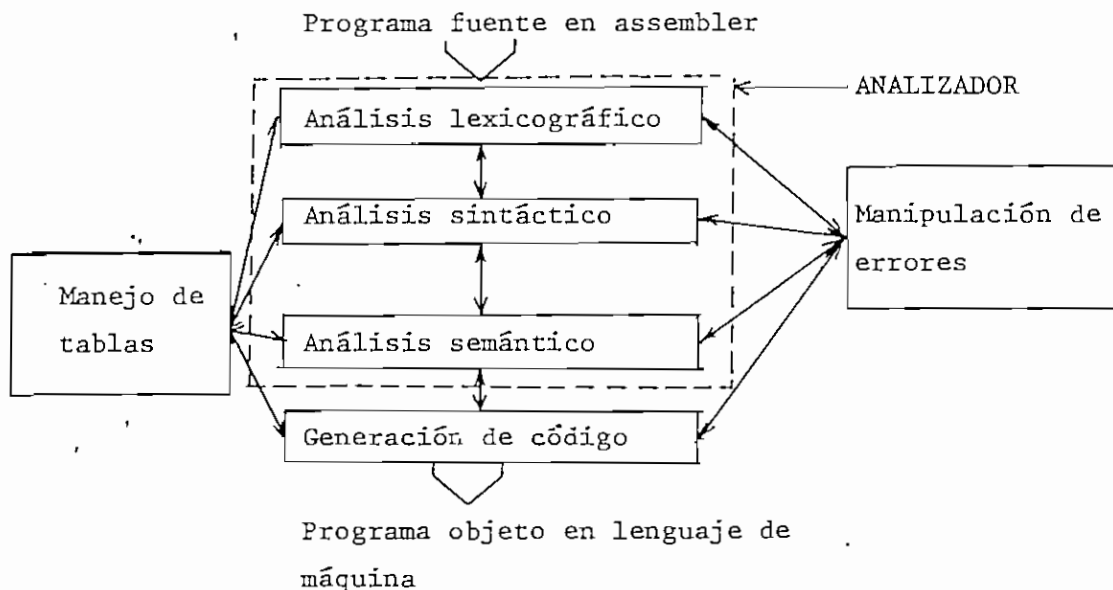 Programa fuente en assembler
ANALIZADOR
Análisis lexicográfico
Análisis sintáctico
Manipulación de
errores
Manejo de
tablas
Análisis semántico
Generación de código
Programa objeto en lenguaje de
máquina